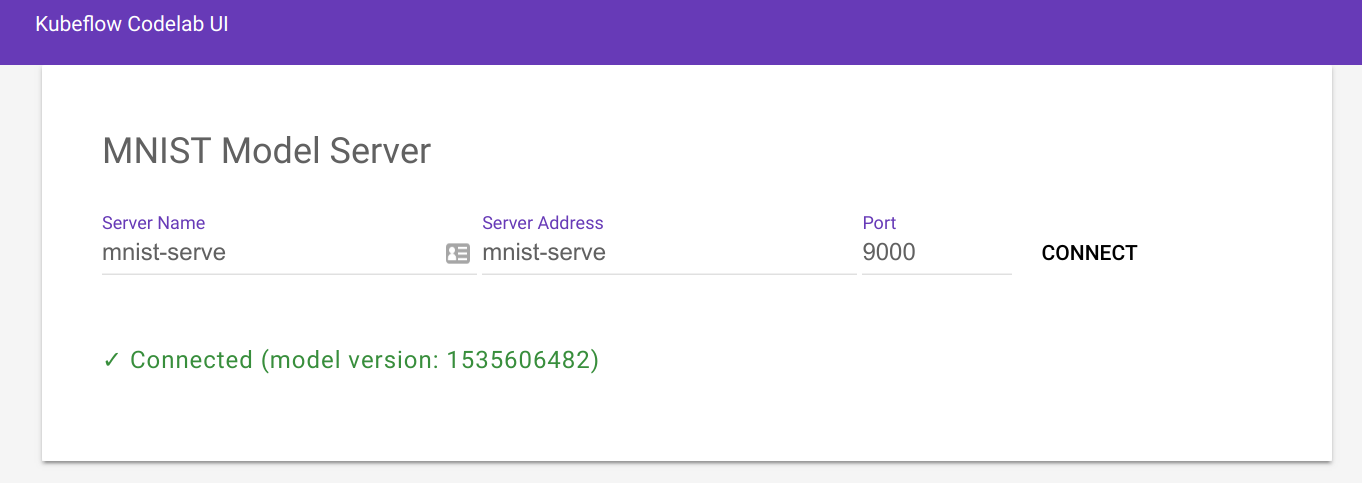 Kubeflow Codelab UI
MNIST Model Server
Server Name Server Address Port
mnist-serve mnist-serve 9000 CONNECT
✓ Connected (model version: 1535606482)